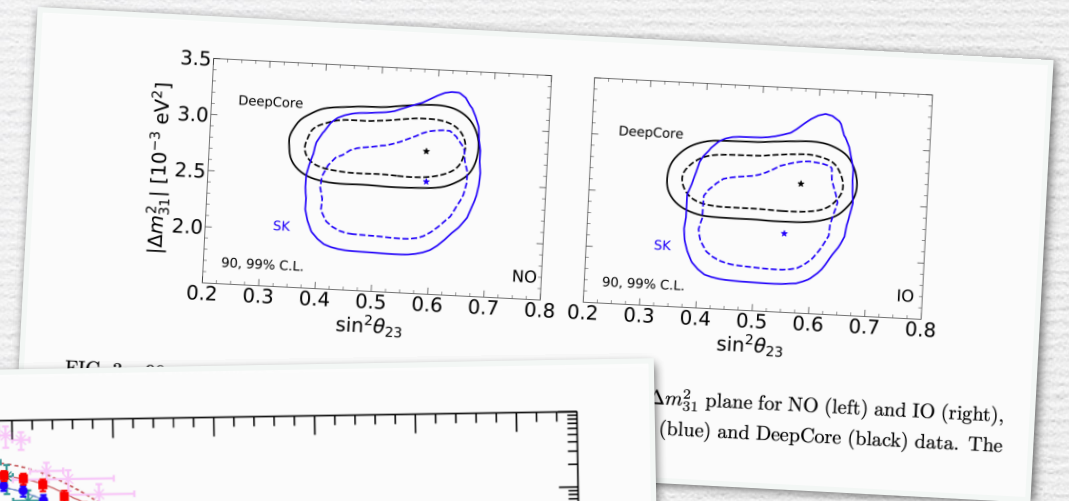 3.5
3.0
2.5
2.0
|Δm²₃₁| [10⁻³ eV²]
DeepCore
SK
90, 99% C.L.
NO
0.2 0.3 0.4 0.5 0.6 0.7 0.8
sin²θ₂₃
DeepCore
SK
90, 99% C.L.
IO
0.2 0.3 0.4 0.5 0.6 0.7 0.8
sin²θ₂₃
FIG.
Δm²₃₁ plane for NO (left) and IO (right),
(blue) and DeepCore (black) data. The